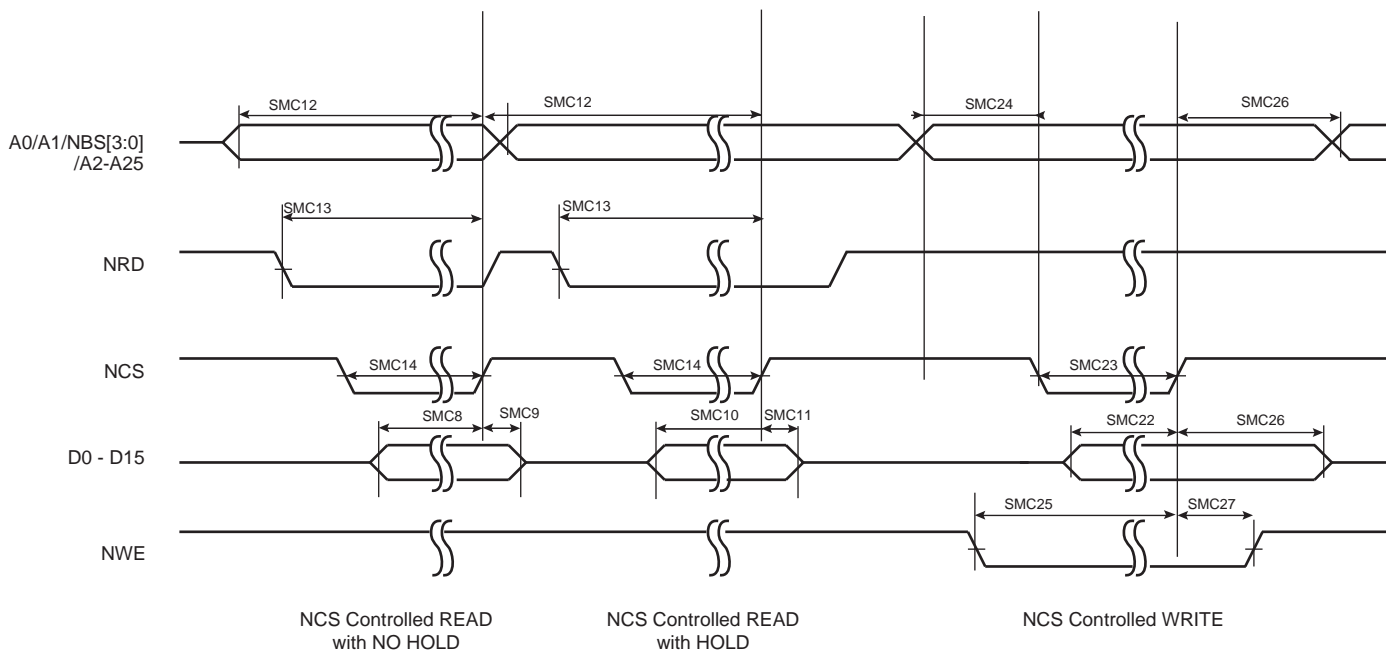 SMC12
SMC12
SMC24
SMC26
A0/A1/NBS[3:0]
/A2-A25
SMC13
SMC13
NRD
NCS
SMC14
SMC14
SMC23
SMC8
SMC9
SMC10
SMC11
SMC22
SMC26
D0 - D15
SMC25
SMC27
NWE
NCS Controlled READ
with NO HOLD
NCS Controlled READ
with HOLD
NCS Controlled WRITE